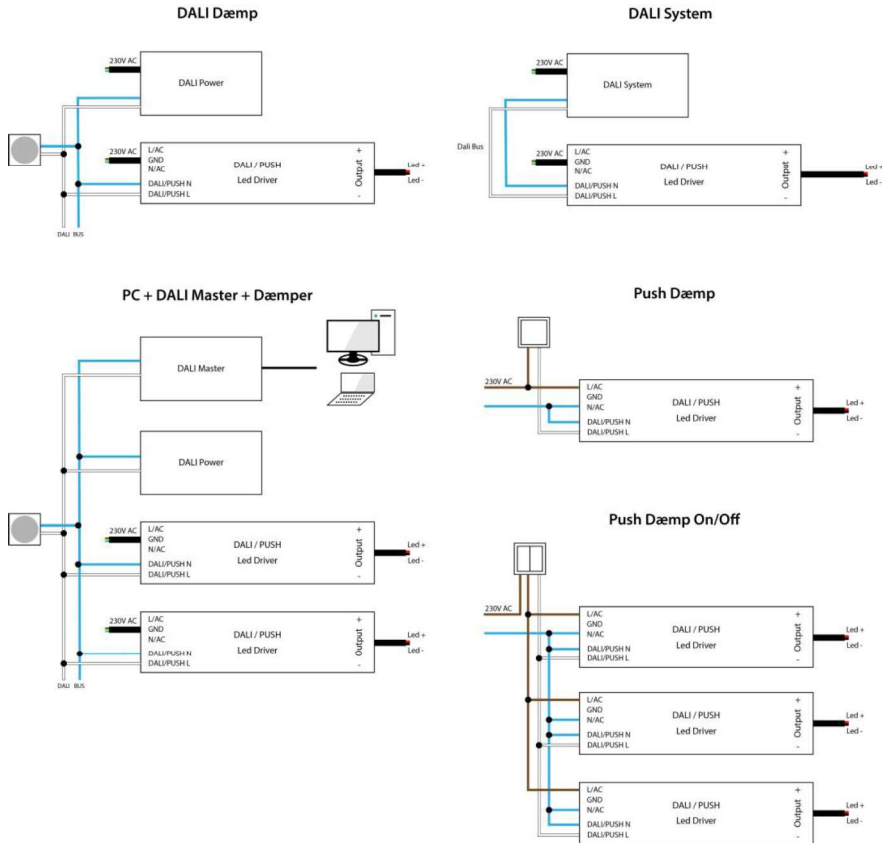 DALI Dæmp
230V AC
DALI Power
230V AC
L/AC
GND
N/AC
DALI/PUSH N
DALI/PUSH L
DALI / PUSH
Led Driver
+
Output
-
Led +
Led -
DALI BUS
DALI System
230V AC
DALI System
Dali Bus
230V AC
L/AC
GND
N/AC
DALI/PUSH N
DALI/PUSH L
DALI / PUSH
Led Driver
+
Output
-
Led +
Led -
PC + DALI Master + Dæmper
DALI Master
DALI Power
230V AC
L/AC
GND
N/AC
DALI/PUSH N
DALI/PUSH L
DALI / PUSH
Led Driver
+
Output
-
Led +
Led -
230V AC
L/AC
GND
N/AC
DALI/PUSH N
DALI/PUSH L
DALI / PUSH
Led Driver
+
Output
-
Led +
Led -
DALI BUS
Push Dæmp
230V AC
L/AC
GND
N/AC
DALI/PUSH N
DALI/PUSH L
DALI / PUSH
Led Driver
+
Output
-
Led +
Led -
Push Dæmp On/Off
230V AC
L/AC
GND
N/AC
DALI/PUSH N
DALI/PUSH L
DALI / PUSH
Led Driver
+
Output
-
Led +
Led -
L/AC
GND
N/AC
DALI/PUSH N
DALI/PUSH L
DALI / PUSH
Led Driver
+
Output
-
Led +
Led -
L/AC
GND
N/AC
DALI/PUSH N
DALI/PUSH L
DALI / PUSH
Led Driver
+
Output
-
Led +
Led -